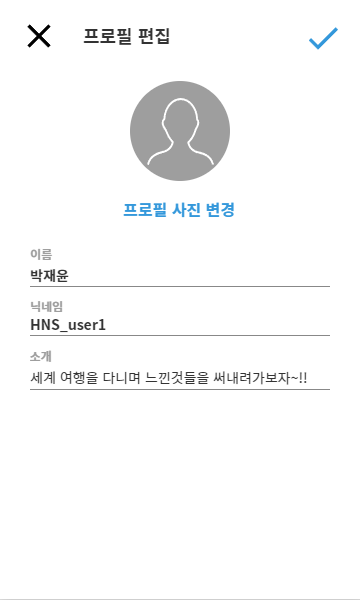 프로필 편집
프로필 사진 변경
이름
박재윤
닉네임
HNS_user1
소개
세계 여행을 다니며 느낀것들을 써내려가보자~!!